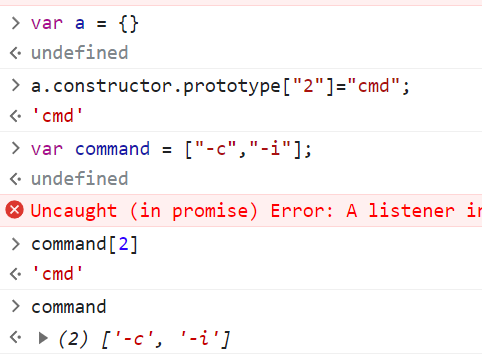 > var a = {}
<· undefined
> a.constructor.prototype["2"]="cmd";
<· 'cmd'
> var command = ["-c","-i"];
<· undefined
Uncaught (in promise) Error: A listener in
> command[2]
<· 'cmd'
> command
<· ▶ (2) ['-c', '-i']